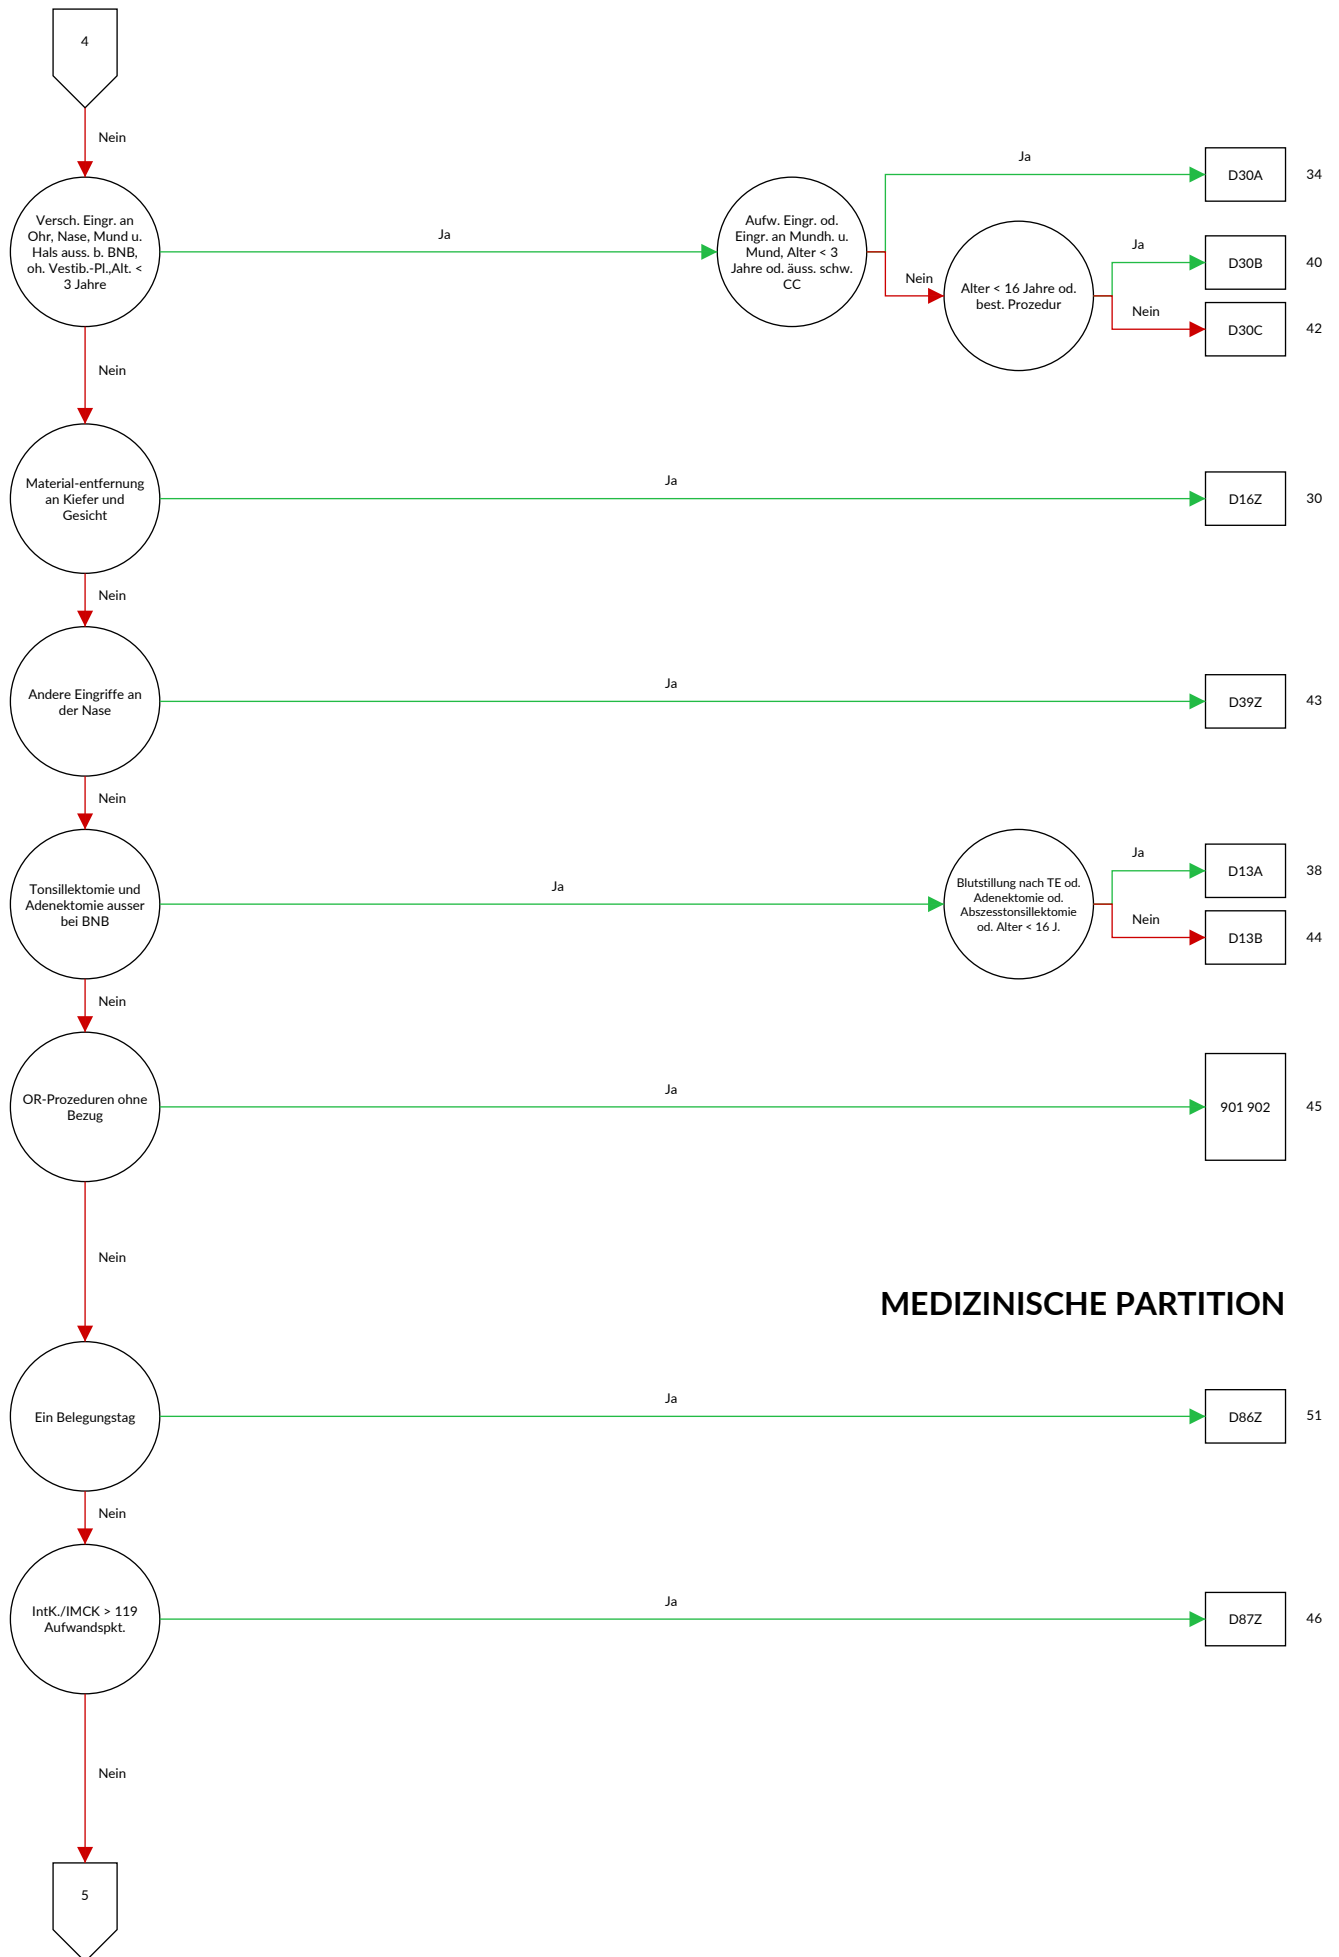 4
Nein
Versch. Eingr. an
Ohr, Nase, Mund u.
Hals auss. b. BNB,
oh. Vestib.-Pl.,Alt. <
3 Jahre
Ja
Aufw. Eingr. od.
Eingr. an Mundh. u.
Mund, Alter < 3
Jahre od. äuss. schw.
CC
Ja
D30A
34
Nein
Alter < 16 Jahre od.
best. Prozedur
Ja
D30B
40
Nein
D30C
42
Nein
Material-entfernung
an Kiefer und
Gesicht
Ja
D16Z
30
Nein
Andere Eingriffe an
der Nase
Ja
D39Z
43
Nein
Tonsillektomie und
Adenektomie ausser
bei BNB
Ja
Blutstillung nach TE od.
Adenektomie od.
Abszesstonsillektomie
od. Alter < 16 J.
Ja
D13A
38
Nein
D13B
44
Nein
OR-Prozeduren ohne
Bezug
Ja
901 902
45
Nein
MEDIZINISCHE PARTITION
Ein Belegungstag
Ja
D86Z
51
Nein
IntK./IMCK > 119
Aufwandspkt.
Ja
D87Z
46
Nein
5